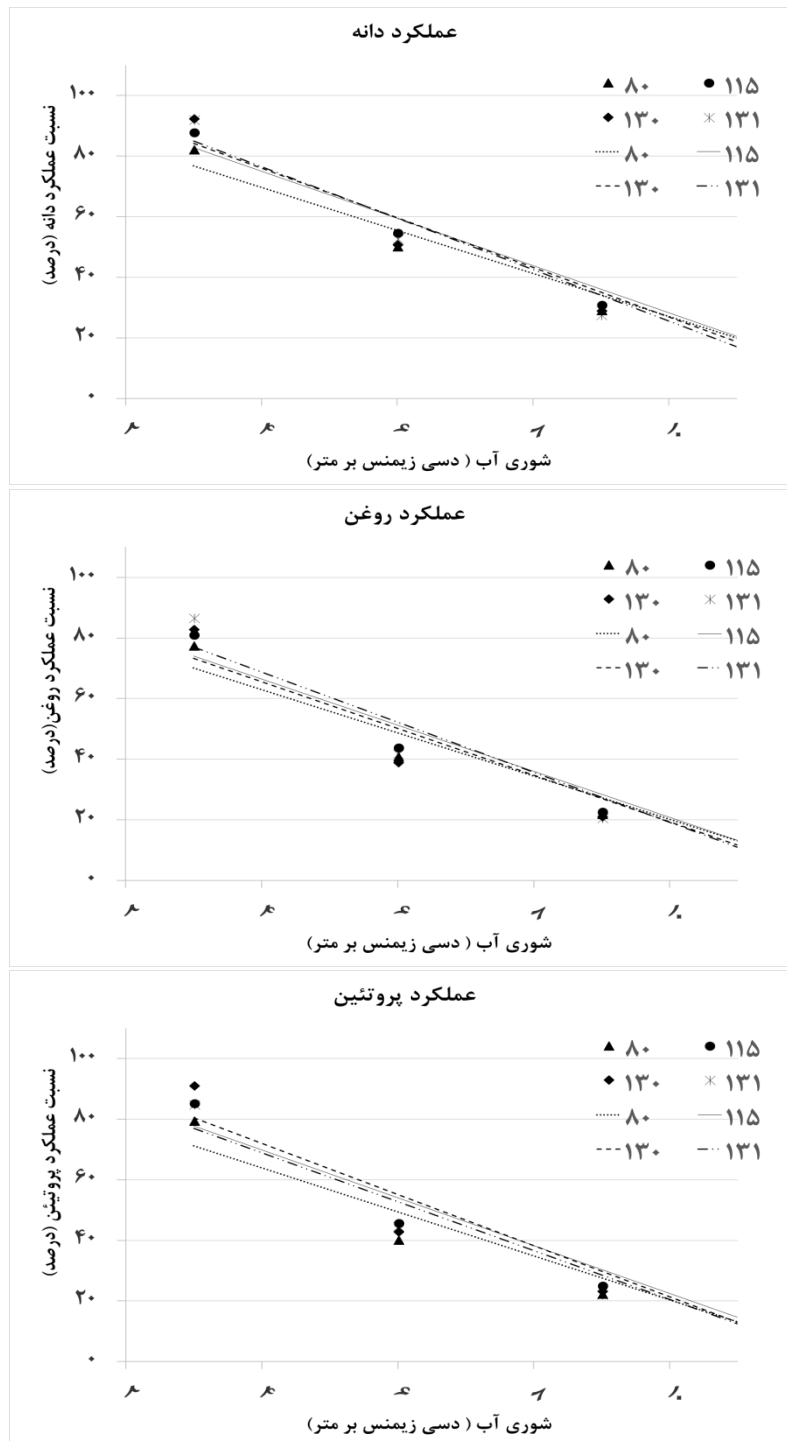 عملکرد دانه
نسبت عملکرد دانه (درصد)
۸۰ ۱۱۵
۱۳۰ ۱۳۱
۸۰ ۱۱۵
۱۳۰ ۱۳۱
۱۰۰
۸۰
۶۰
۴۰
۲۰
۰
۲ ۴ ۶ ۸ ۱۰
شوری آب ( دسی زیمنس بر متر)
عملکرد روغن
نسبت عملکرد روغن(درصد)
۸۰ ۱۱۵
۱۳۰ ۱۳۱
۸۰ ۱۱۵
۱۳۰ ۱۳۱
۱۰۰
۸۰
۶۰
۴۰
۲۰
۰
۲ ۴ ۶ ۸ ۱۰
شوری آب ( دسی زیمنس بر متر)
عملکرد پروتئین
نسبت عملکرد پروتیئن (درصد)
۸۰ ۱۱۵
۱۳۰ ۱۳۱
۸۰ ۱۱۵
۱۳۰ ۱۳۱
۱۰۰
۸۰
۶۰
۴۰
۲۰
۰
۲ ۴ ۶ ۸ ۱۰
شوری آب ( دسی زیمنس بر متر)